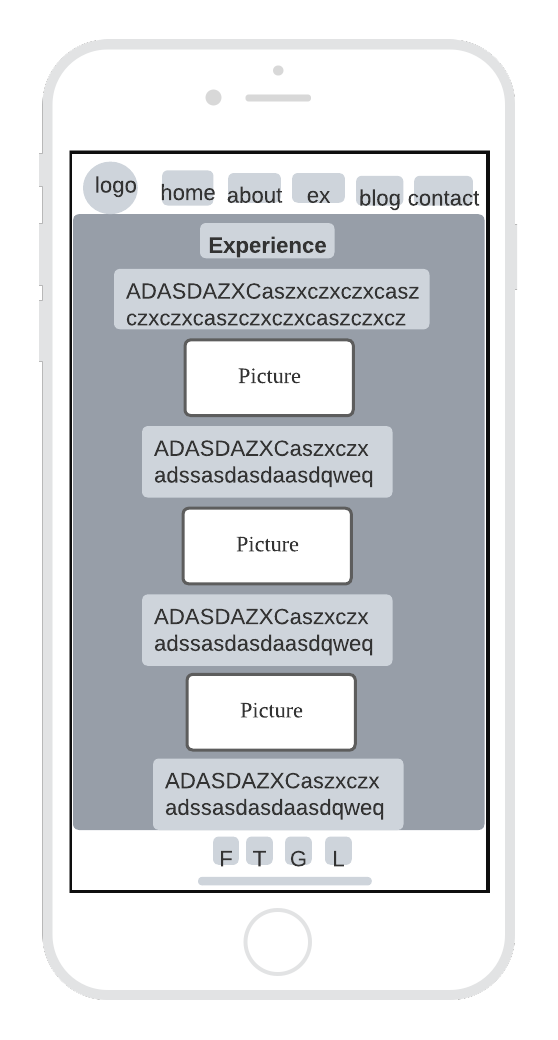 logo home about ex blog contact
Experience
ADASDAZXCaszxczxczxcasz
czxczxcaszczxczxcaszczxcz
Picture
ADASDAZXCaszxczx
adssasdasdaasdqweq
Picture
ADASDAZXCaszxczx
adssasdasdaasdqweq
Picture
ADASDAZXCaszxczx
adssasdasdaasdqweq
F T G L